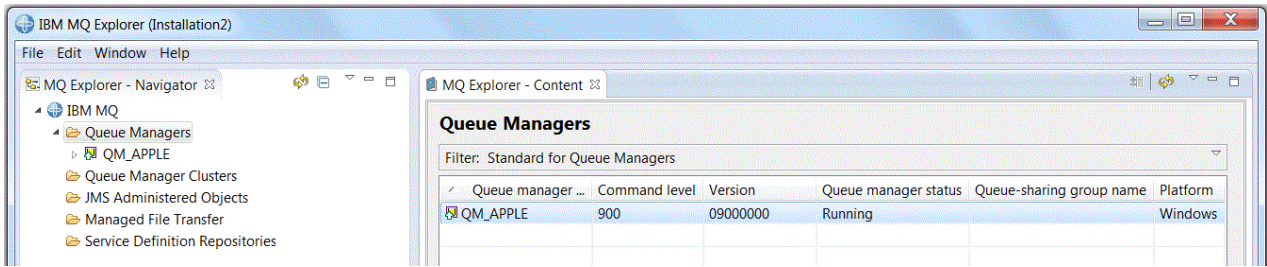 IBM MQ Explorer (Installation2)
File Edit Window Help
MQ Explorer - Navigator
IBM MQ
Queue Managers
QM_APPLE
Queue Manager Clusters
JMS Administered Objects
Managed File Transfer
Service Definition Repositories
MQ Explorer - Content
Queue Managers
Filter: Standard for Queue Managers
Queue manager ... Command level Version Queue manager status Queue-sharing group name Platform
QM_APPLE 900 09000000 Running Windows